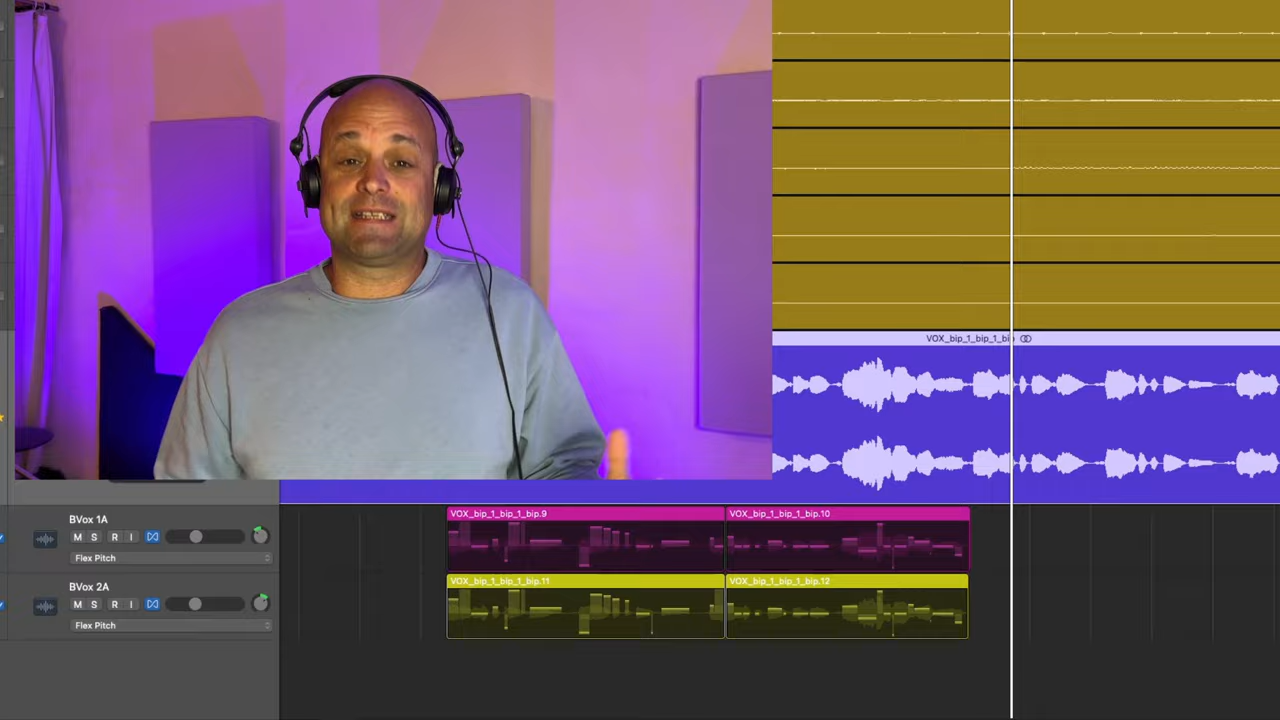 VOX_bip_1_bip_1_bip
BVox 1A
M S R I
Flex Pitch
VOX_bip_1_bip_1_bip.9
VOX_bip_1_bip_1_bip.10
BVox 2A
M S R I
Flex Pitch
VOX_bip_1_bip_1_bip.11
VOX_bip_1_bip_1_bip.12